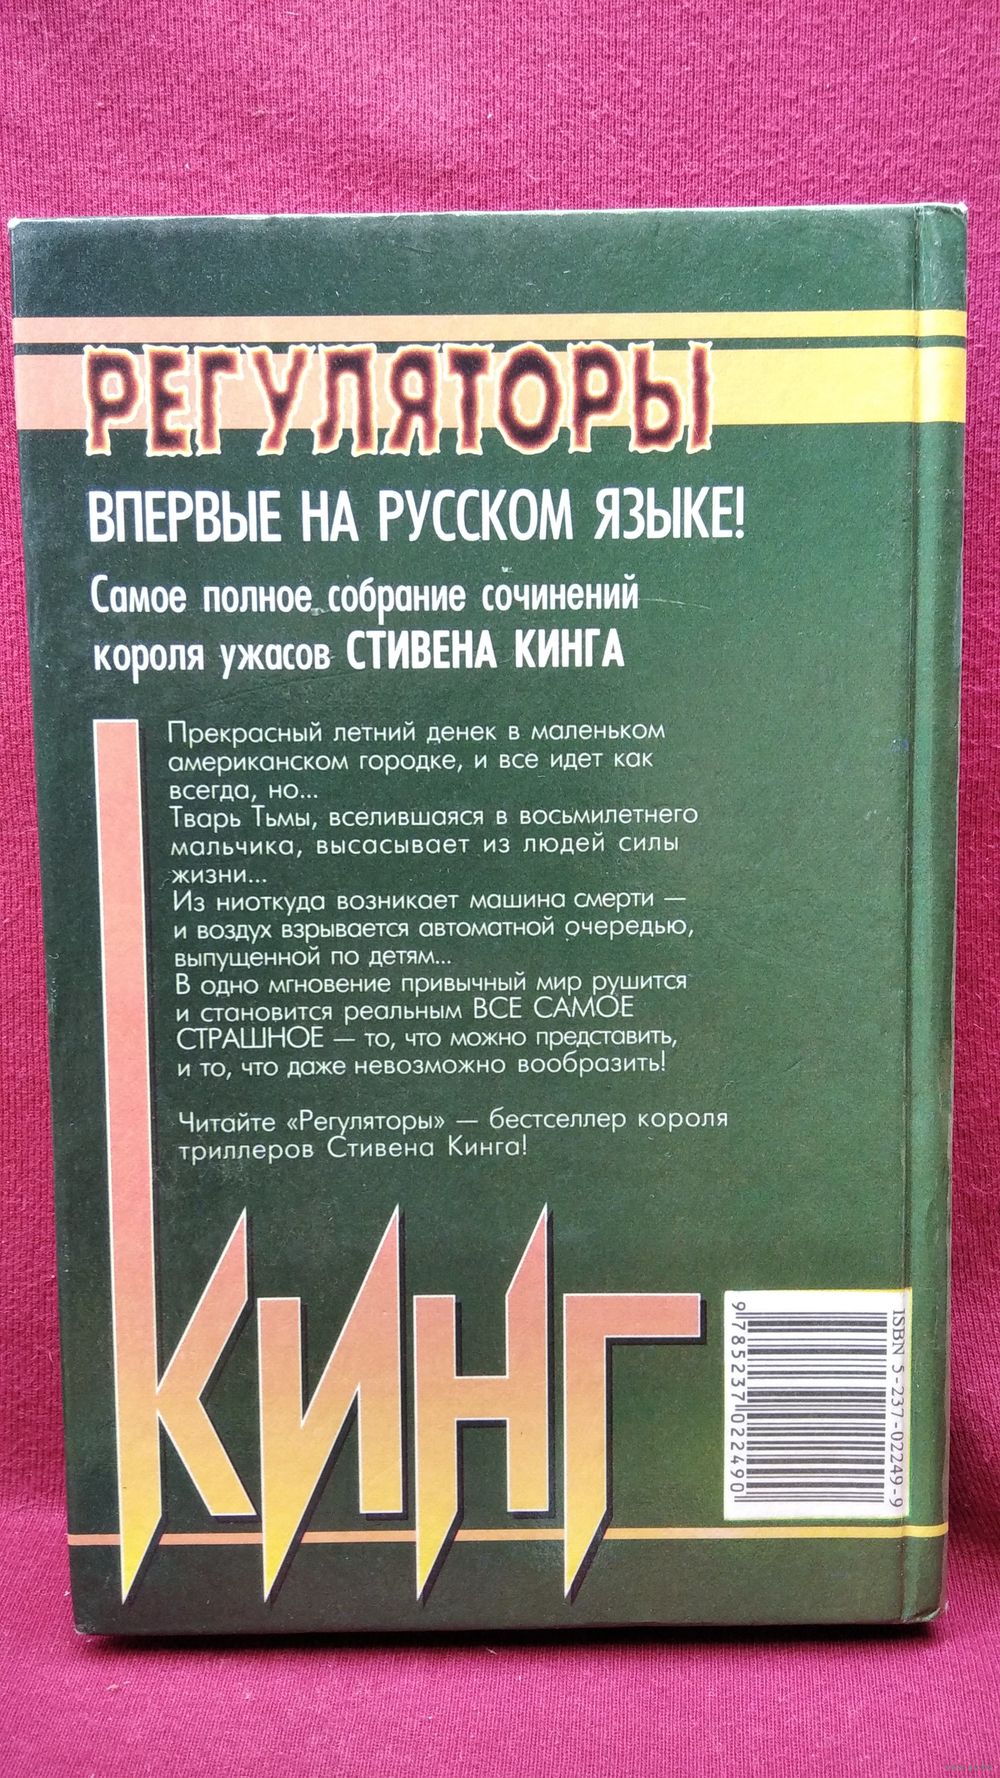 РЕГУЛЯТОРЫ
ВПЕРВЫЕ НА РУССКОМ ЯЗЫКЕ!
Самое полное собрание сочинений
короля ужасов СТИВЕНА КИНГА
Прекрасный летний денек в маленьком
американском городке, и все идет как
всегда, но...
Тварь Тьмы, вселившаяся в восьмилетнего
мальчика, высасывает из людей силы
жизни...
Из ниоткуда возникает машина смерти —
и воздух взрывается автоматной очередью,
выпущенной по детям...
В одно мгновение привычный мир рушится
и становится реальным ВСЕ САМОЕ
СТРАШНОЕ — то, что можно представить,
и то, что даже невозможно вообразить!
Читайте «Регуляторы» — бестселлер короля
триллеров Стивена Кинга!
КИНГ
ISBN 5-237-02249-9
9785237022490